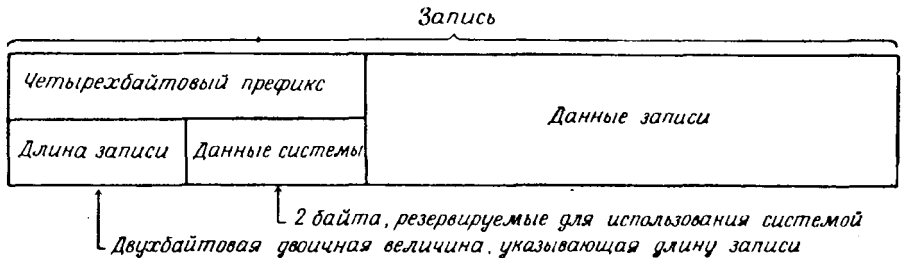 Запись
Четырехбайтовый префикс
Данные записи
Длина записи
Данные системы
2 байта, резервируемые для использования системой
Двухбайтовая двоичная величина, указывающая длину записи